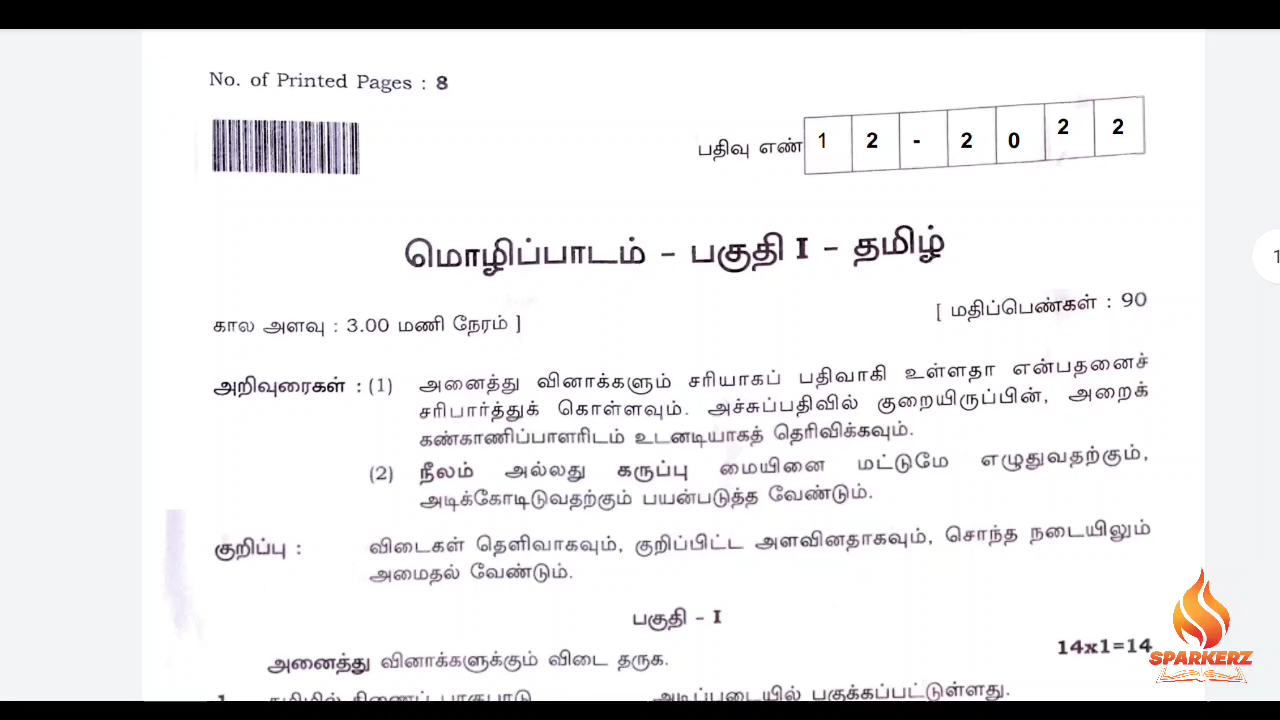 No. of Printed Pages : 8
பதிவு எண் 1 2 - 2 0 2 2
மொழிப்பாடம் – பகுதி I – தமிழ்
கால அளவு : 3.00 மணி நேரம் ]
[ மதிப்பெண்கள் : 90
அறிவுரைகள் : (1) அனைத்து வினாக்களும் சரியாகப் பதிவாகி உள்ளதா என்பதனைச்
சரிபார்த்துக் கொள்ளவும். அச்சுப்பதிவில் குறையிருப்பின், அறைக்
கண்காணிப்பாளரிடம் உடனடியாகத் தெரிவிக்கவும்.
(2) நீலம் அல்லது கருப்பு மையினை மட்டுமே எழுதுவதற்கும்,
அடிக்கோடிடுவதற்கும் பயன்படுத்த வேண்டும்.
குறிப்பு : விடைகள் தெளிவாகவும், குறிப்பிட்ட அளவினதாகவும், சொந்த நடையிலும்
அமைதல் வேண்டும்.
பகுதி – I
அனைத்து வினாக்களுக்கும் விடை தருக.
14x1=14
1. அடிப்படையில் பகுக்கப்பட்டுள்ளது.
SPARKERZ
1